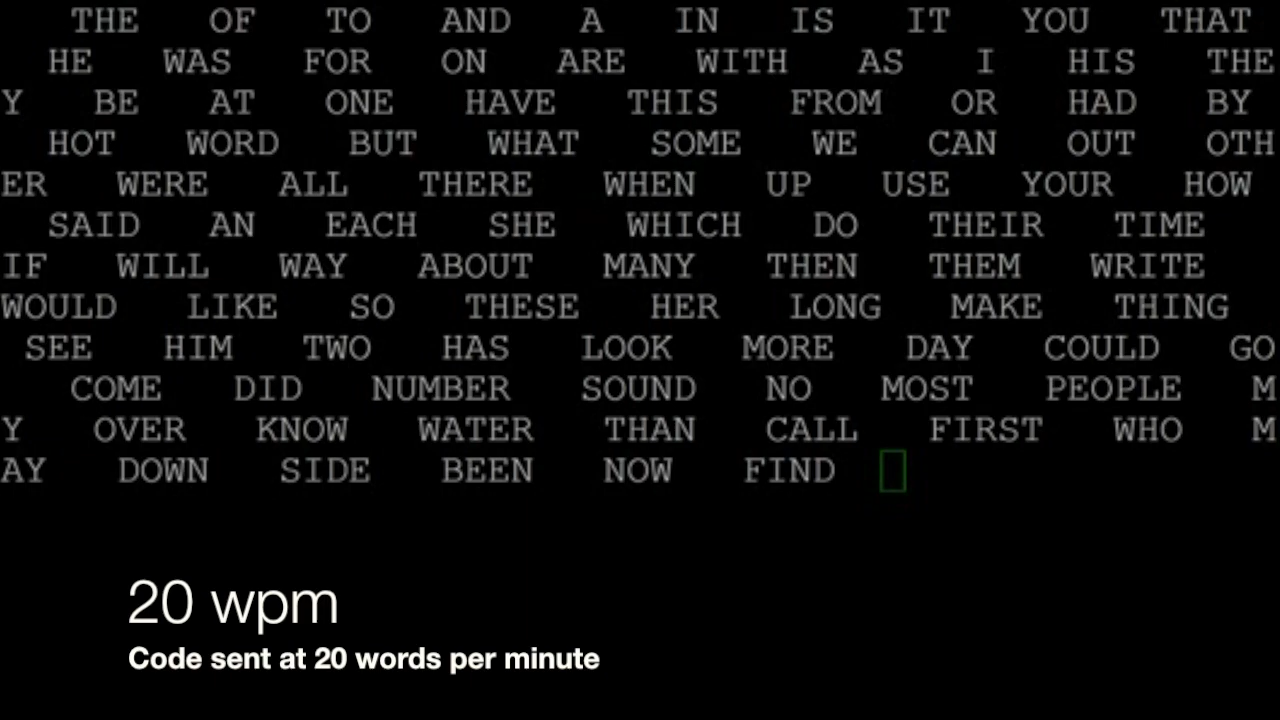 THE OF TO AND A IN IS IT YOU THAT
HE WAS FOR ON ARE WITH AS I HIS THE
Y BE AT ONE HAVE THIS FROM OR HAD BY
HOT WORD BUT WHAT SOME WE CAN OUT OTH
ER WERE ALL THERE WHEN UP USE YOUR HOW
SAID AN EACH SHE WHICH DO THEIR TIME
IF WILL WAY ABOUT MANY THEN THEM WRITE
WOULD LIKE SO THESE HER LONG MAKE THING
SEE HIM TWO HAS LOOK MORE DAY COULD GO
COME DID NUMBER SOUND NO MOST PEOPLE M
Y OVER KNOW WATER THAN CALL FIRST WHO M
AY DOWN SIDE BEEN NOW FIND
20 wpm
Code sent at 20 words per minute